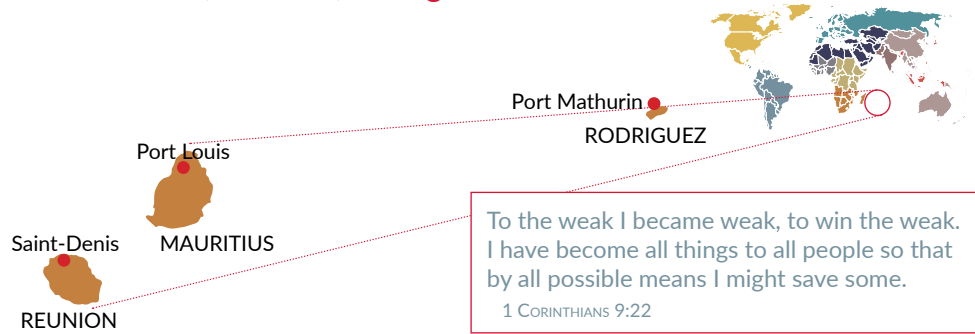 Port Mathurin
RODRIGUEZ
Port Louis
MAURITIUS
Saint-Denis
REUNION
To the weak I became weak, to win the weak.
I have become all things to all people so that
by all possible means I might save some.
1 Corinthians 9:22